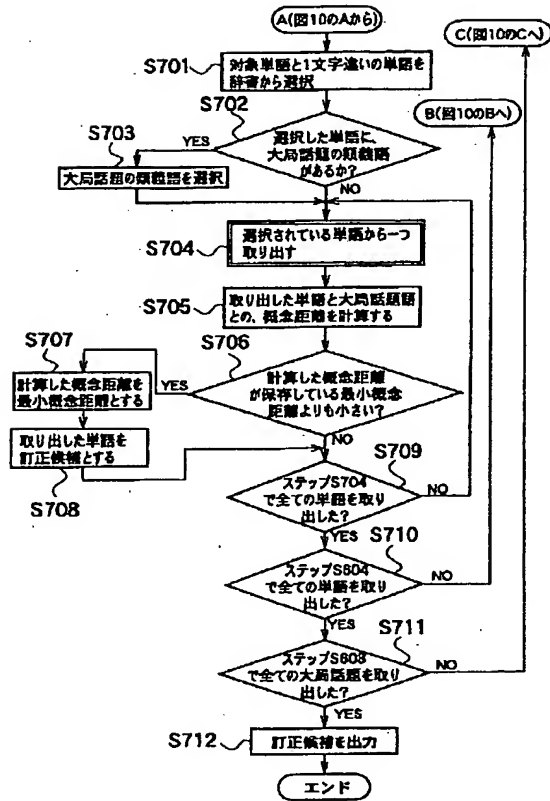 A(図10のAから)
C(図10のCへ)
S701
対象単語と1文字違いの単語を
辞書から選択
B(図10のBへ)
S702
S703
YES
選択した単語に、
大局話題の類義語
があるか?
大局話題の類義語を選択
NO
S704
選択されている単語から一つ
取り出す
S705
取り出した単語と大局話題語
との、概念距離を計算する
S707
S706
計算した概念距離を
最小概念距離とする
YES
計算した概念距離
が保存している最小概念
距離よりも小さい?
取り出した単語を
訂正候補とする
NO
S708
S709
ステップS704
で全ての単語を取り
出した?
NO
YES
S710
ステップS604
で全ての単語を取り
出した?
NO
YES
S711
ステップS603
で全ての大局話題を取り
出した?
NO
YES
S712
訂正候補を出力
エンド